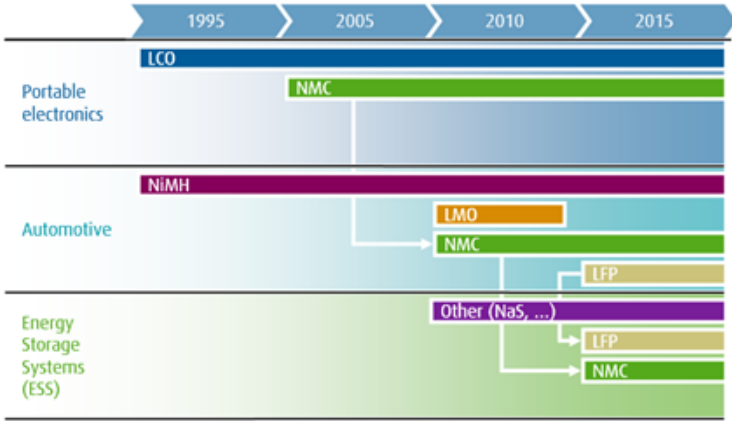 1995 2005 2010 2015
LCO
Portable
electronics
NMC
NiMH
LMO
Automotive
NMC
LFP
Other (NaS, ...)
Energy
Storage
Systems
(ESS)
LFP
NMC